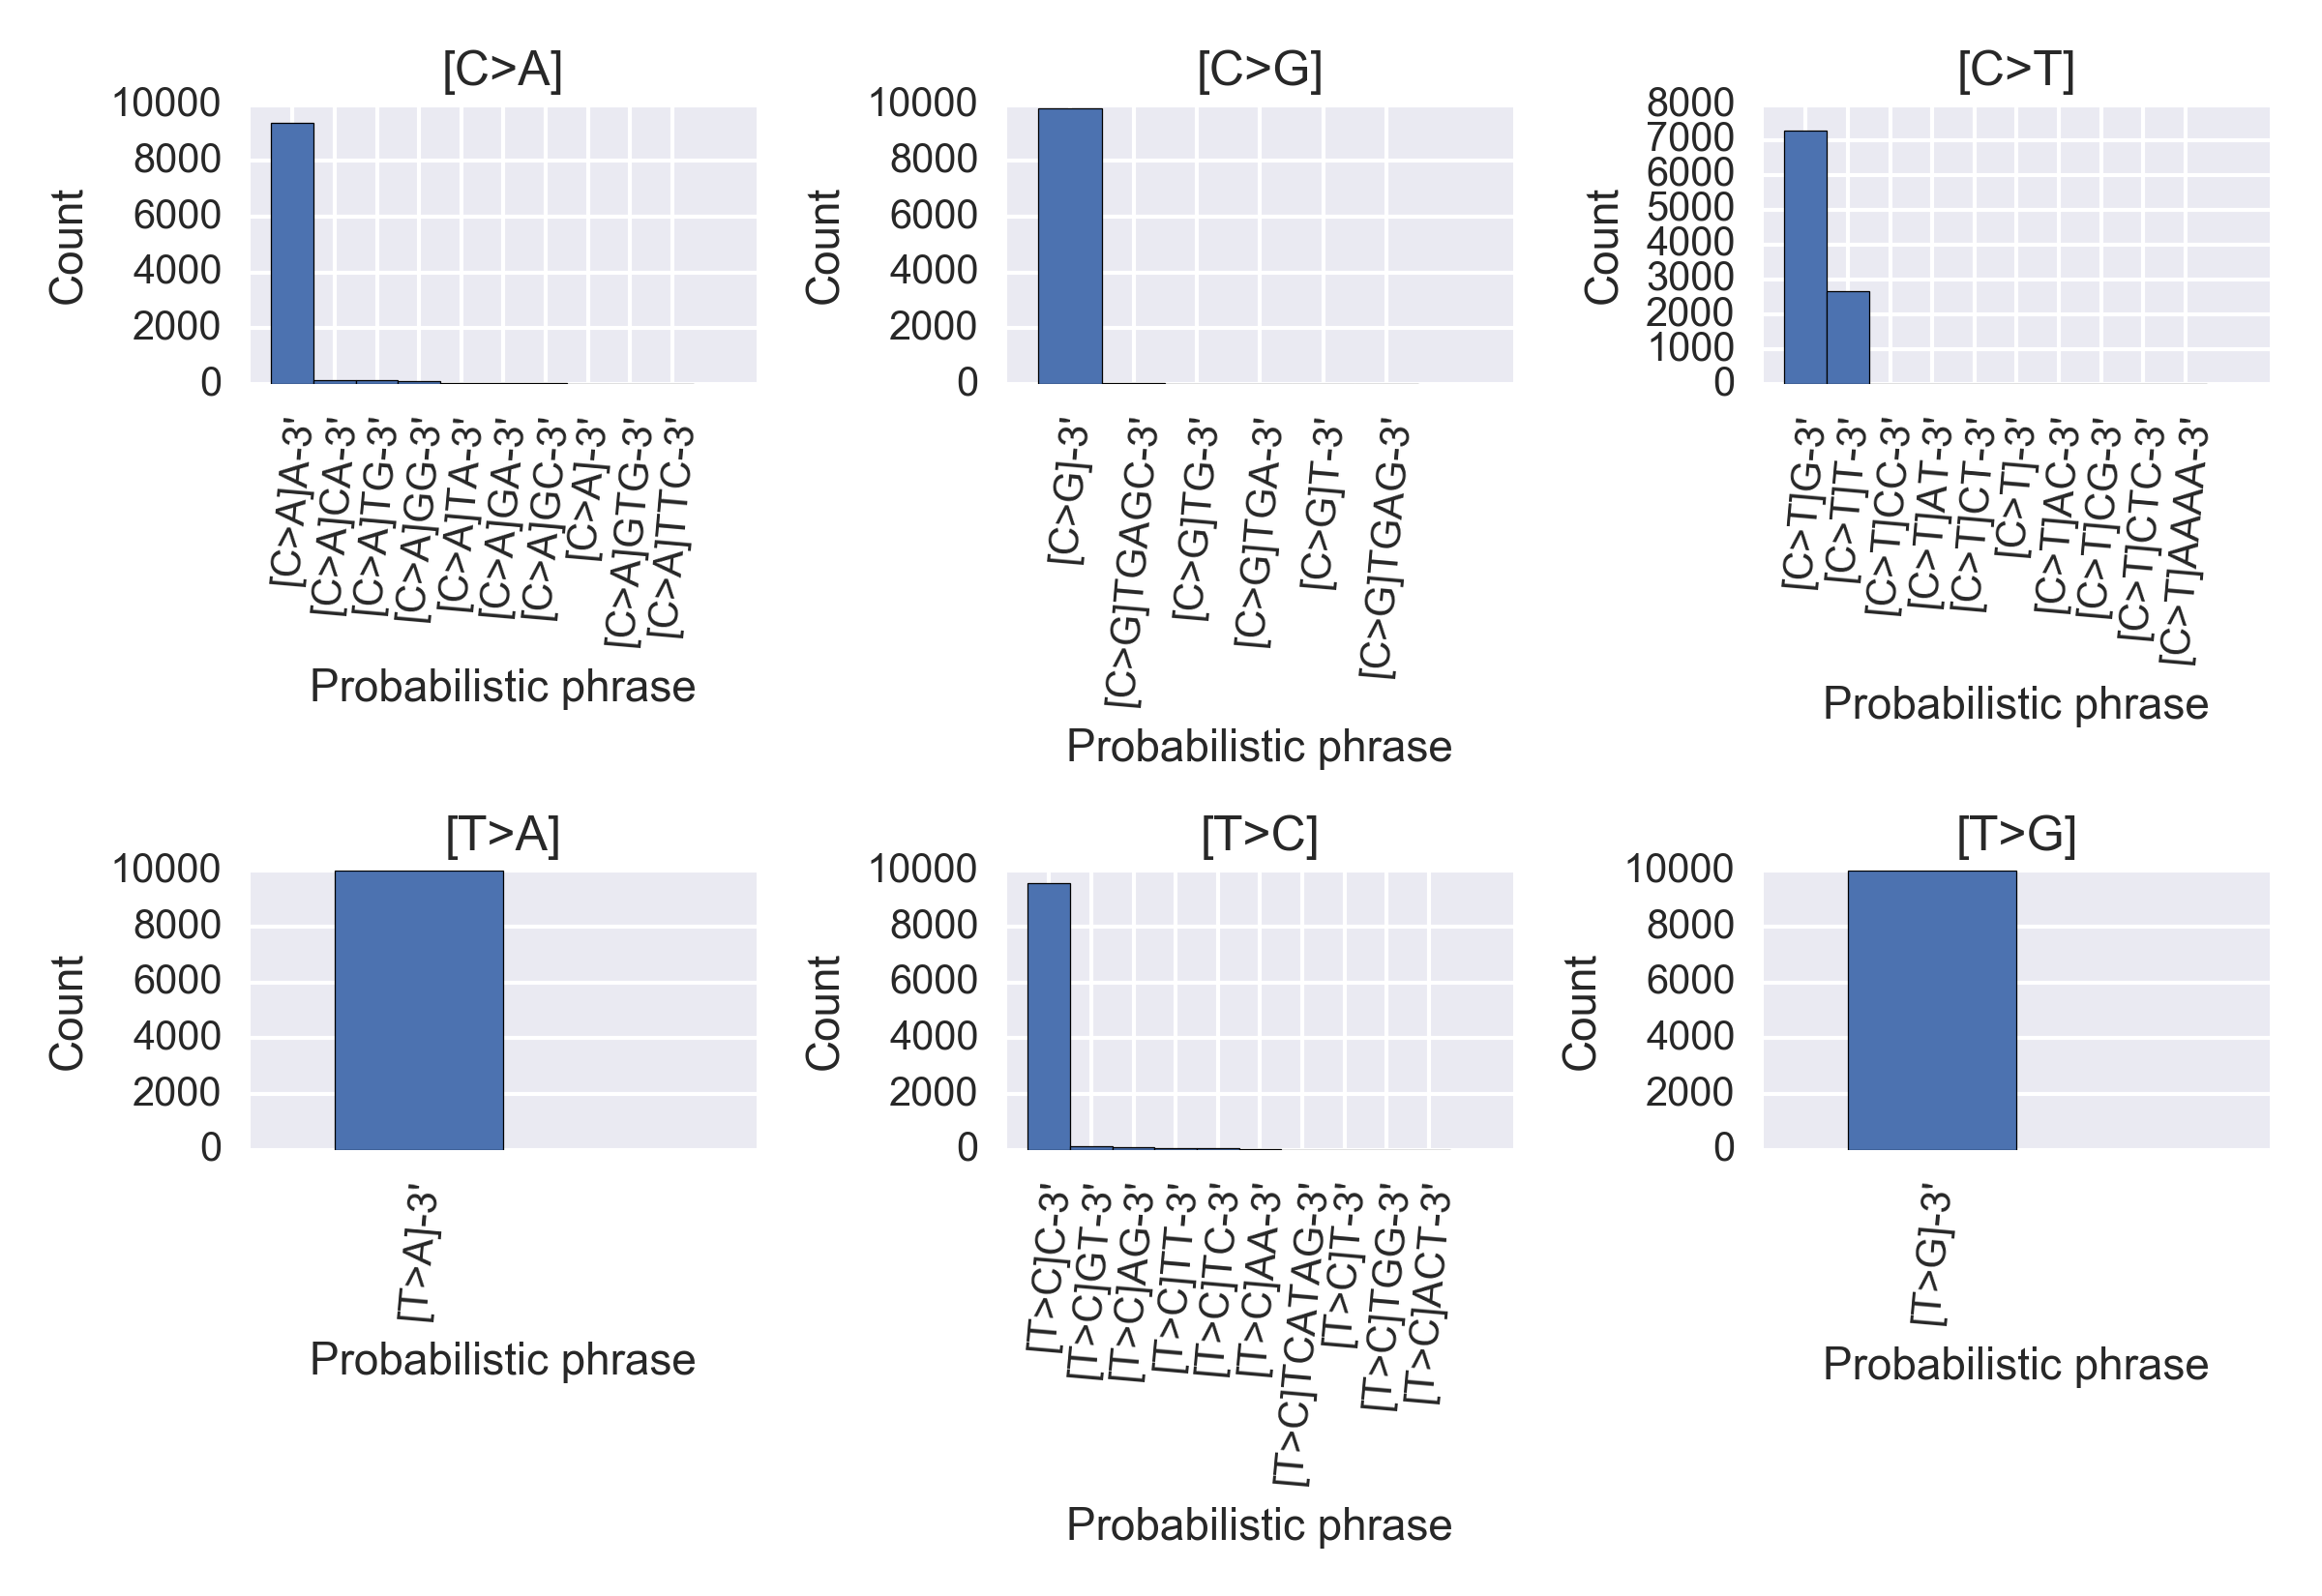 [C>A]
10000
8000
6000
4000
2000
0
Count
[C>A]A-3'
[C>A]CA-3'
[C>A]TG-3'
[C>A]GG-3'
[C>A]TA-3'
[C>A]GA-3'
[C>A]GC-3'
[C>A]-3'
[C>A]GTG-3'
[C>A]TTC-3'
Probabilistic phrase
[C>G]
10000
8000
6000
4000
2000
0
Count
[C>G]-3'
[C>G]TGAGC-3'
[C>G]TG-3'
[C>G]TGA-3'
[C>G]T-3'
[C>G]TGAG-3'
Probabilistic phrase
[C>T]
8000
7000
6000
5000
4000
3000
2000
1000
0
Count
[C>T]G-3'
[C>T]T-3'
[C>T]CC-3'
[C>T]AT-3'
[C>T]CT-3'
[C>T]-3'
[C>T]AC-3'
[C>T]CG-3'
[C>T]CTC-3'
[C>T]AAAA-3'
Probabilistic phrase
[T>A]
10000
8000
6000
4000
2000
0
Count
[T>A]-3'
Probabilistic phrase
[T>C]
10000
8000
6000
4000
2000
0
Count
[T>C]C-3'
[T>C]GT-3'
[T>C]AG-3'
[T>C]TT-3'
[T>C]TC-3'
[T>C]AA-3'
[T>C]TCATAG-3'
[T>C]T-3'
[T>C]TGG-3'
[T>C]ACT-3'
Probabilistic phrase
[T>G]
10000
8000
6000
4000
2000
0
Count
[T>G]-3'
Probabilistic phrase